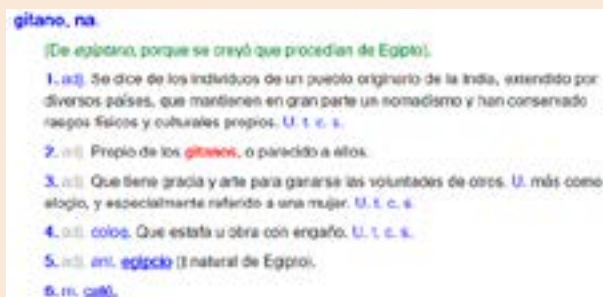 gitano, na.
(De egiptano, porque se creyó que procedían de Egipto).
1. adj. Se dice de los individuos de un pueblo originario de la India, extendido por
diversos países, que mantienen en gran parte un nomadismo y han conservado
rasgos físicos y culturales propios. U. t. c. s.
2. adj. Propio de los gitanos, o parecido a ellos.
3. adj. Que tiene gracia y arte para ganarse las voluntades de otros. U. más como
elogio, y especialmente referido a una mujer. U. t. c. s.
4. adj. coloq. Que estafa u obra con engaño. U. t. c. s.
5. adj. ant. egipcio (‖ natural de Egipto).
6. m. caló.